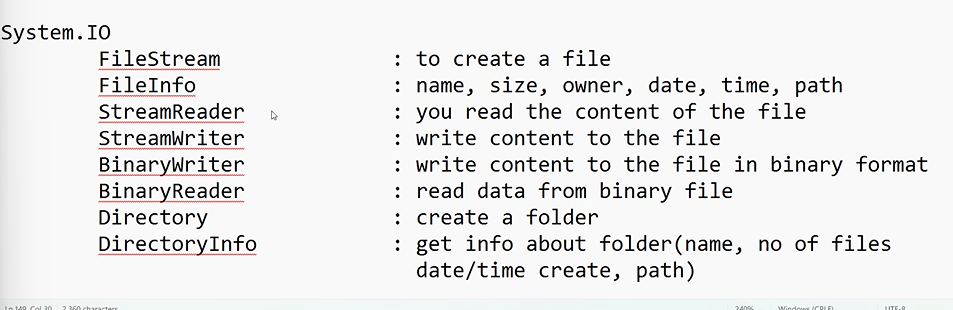 System.IO
FileStream : to create a file
FileInfo : name, size, owner, date, time, path
StreamReader : you read the content of the file
StreamWriter : write content to the file
BinaryWriter : write content to the file in binary format
BinaryReader : read data from binary file
Directory : create a folder
DirectoryInfo : get info about folder(name, no of files
date/time create, path)
Ln 149, Col 30 2,360 characters 240% Windows (CRLF) UTF-8